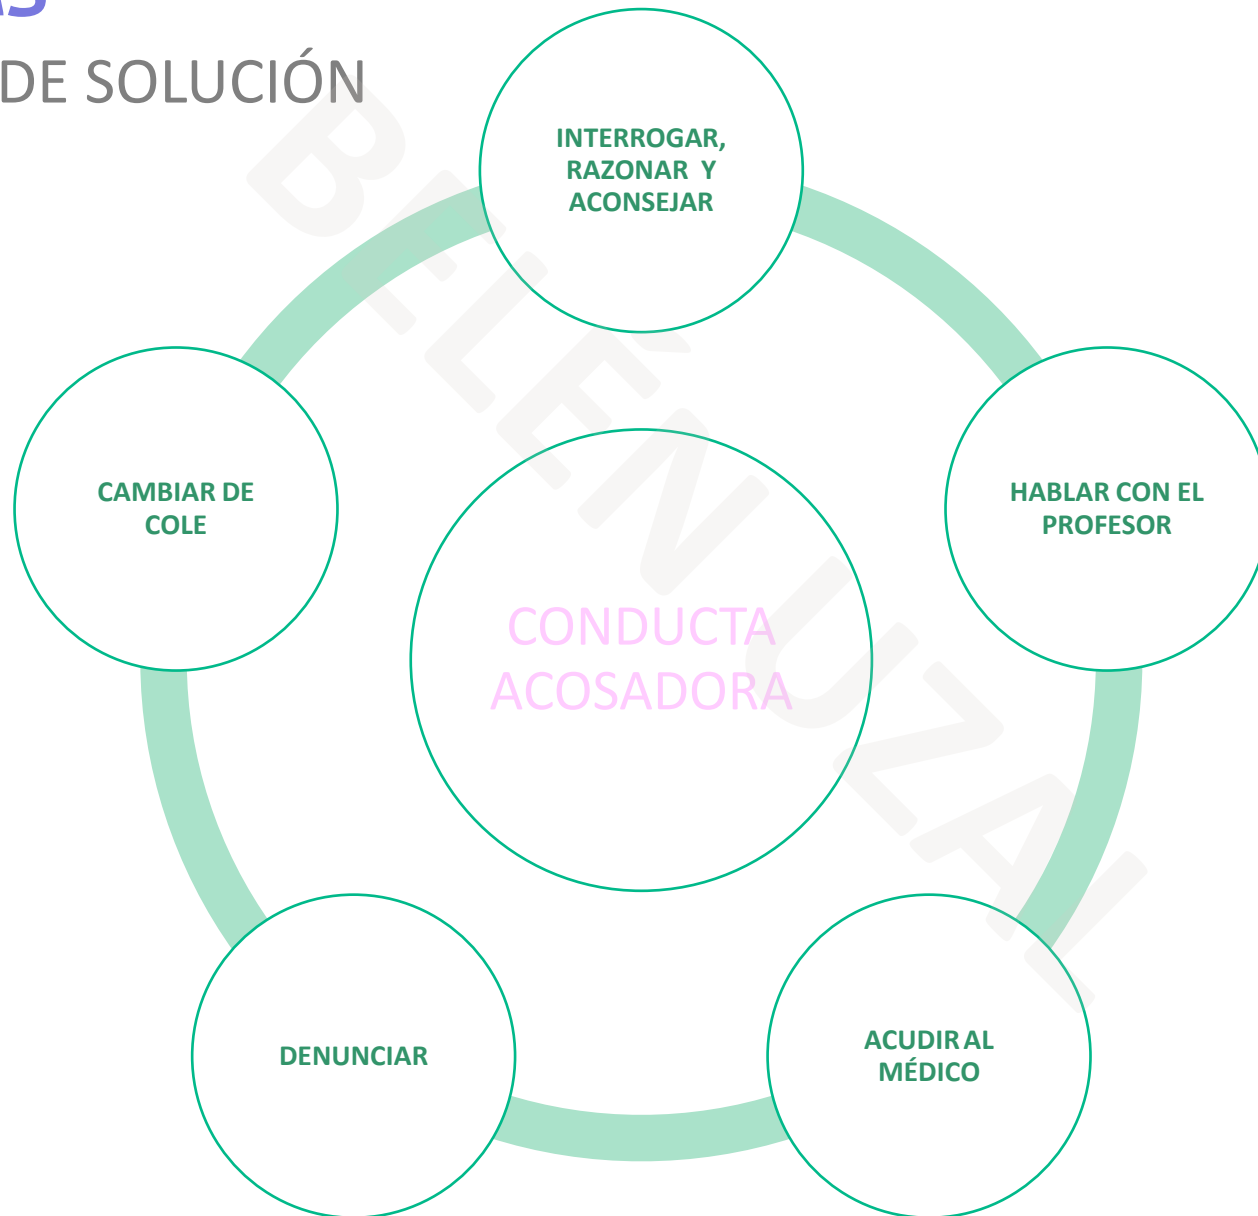 AS
DE SOLUCIÓN
INTERROGAR,
RAZONAR Y
ACONSEJAR
HABLAR CON EL
PROFESOR
ACUDIR AL
MÉDICO
DENUNCIAR
CAMBIAR DE
COLE
CONDUCTA
ACOSADORA
BELÉN UZAL